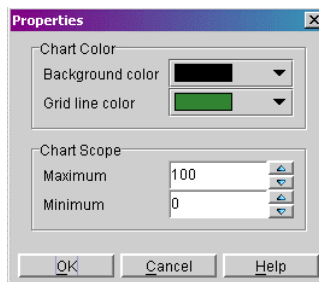 Properties
Chart Color
Background color
Grid line color
Chart Scope
Maximum 100
Minimum 0
OK Cancel Help